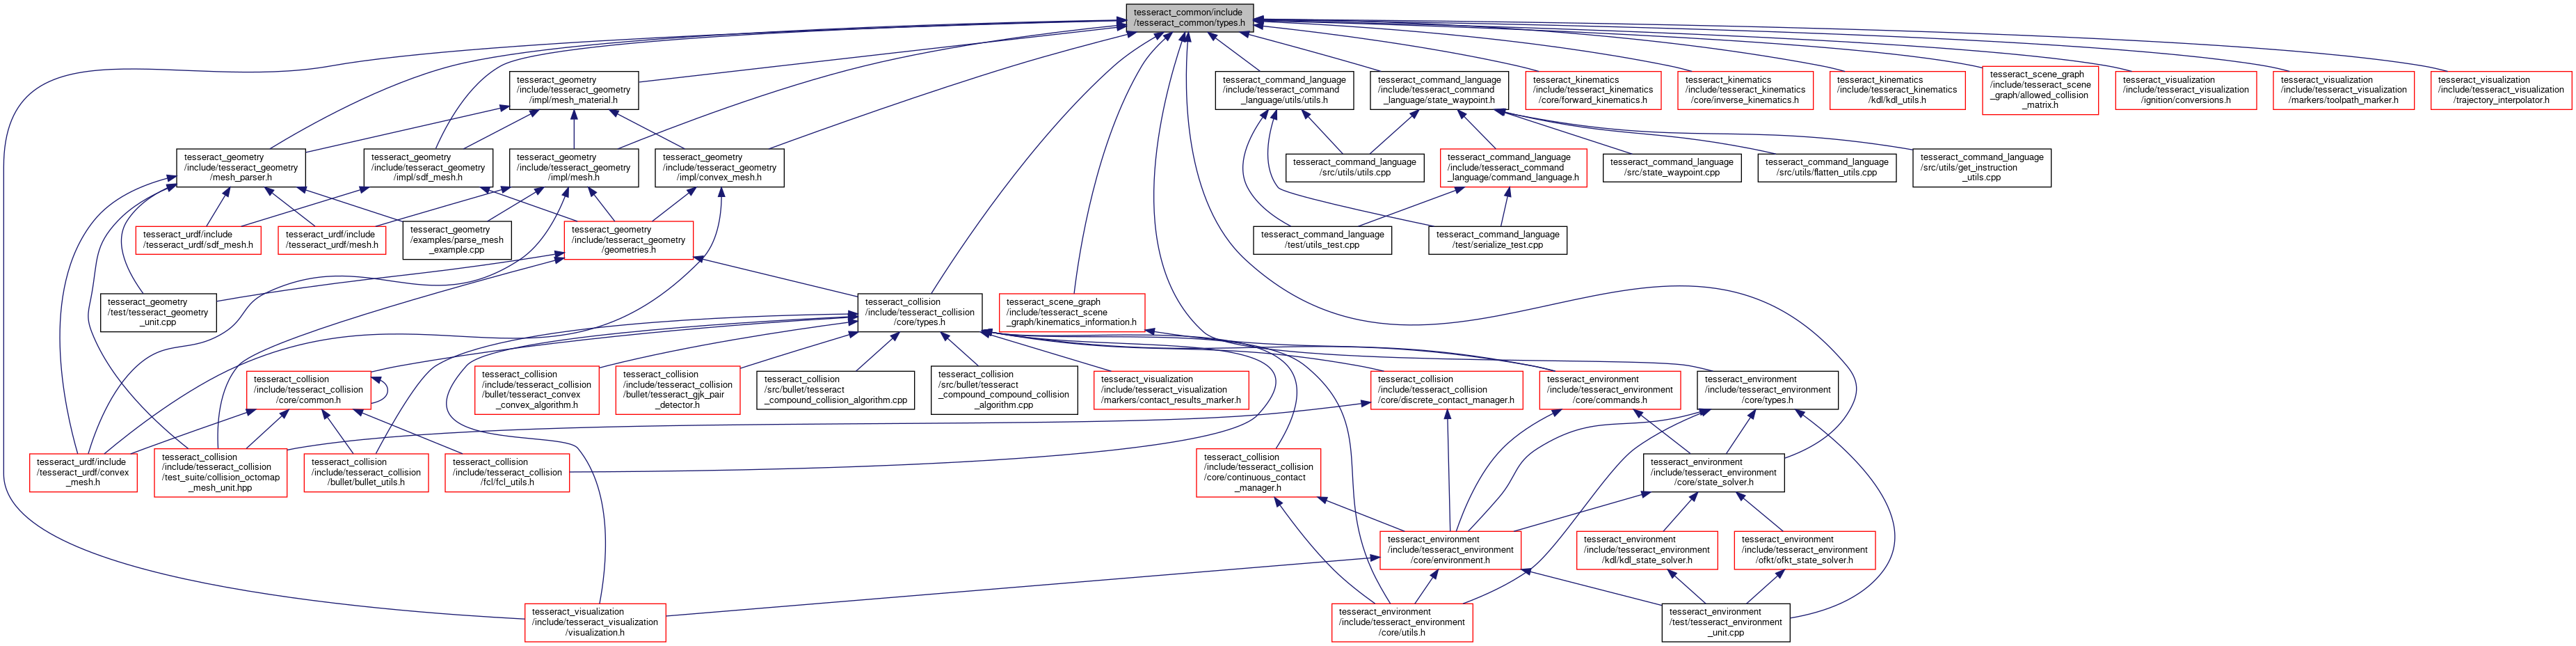 tesseract_common/include
/tesseract_common/types.h
tesseract_geometry
/include/tesseract_geometry
/impl/mesh_material.h
tesseract_command_language
/include/tesseract_command
_language/utils/utils.h
tesseract_command_language
/include/tesseract_command
_language/state_waypoint.h
tesseract_kinematics
/include/tesseract_kinematics
/core/forward_kinematics.h
tesseract_kinematics
/include/tesseract_kinematics
/core/inverse_kinematics.h
tesseract_kinematics
/include/tesseract_kinematics
/kdl/kdl_utils.h
tesseract_scene_graph
/include/tesseract_scene
_graph/allowed_collision
_matrix.h
tesseract_visualization
/include/tesseract_visualization
/ignition/conversions.h
tesseract_visualization
/include/tesseract_visualization
/markers/toolpath_marker.h
tesseract_visualization
/include/tesseract_visualization
/trajectory_interpolator.h
tesseract_geometry
/include/tesseract_geometry
/mesh_parser.h
tesseract_geometry
/include/tesseract_geometry
/impl/sdf_mesh.h
tesseract_geometry
/include/tesseract_geometry
/impl/mesh.h
tesseract_geometry
/include/tesseract_geometry
/impl/convex_mesh.h
tesseract_command_language
/src/utils/utils.cpp
tesseract_command_language
/include/tesseract_command
_language/command_language.h
tesseract_command_language
/src/state_waypoint.cpp
tesseract_command_language
/src/utils/flatten_utils.cpp
tesseract_command_language
/src/utils/get_instruction
_utils.cpp
tesseract_urdf/include
/tesseract_urdf/sdf_mesh.h
tesseract_urdf/include
/tesseract_urdf/mesh.h
tesseract_geometry
/examples/parse_mesh
_example.cpp
tesseract_geometry
/include/tesseract_geometry
/geometries.h
tesseract_command_language
/test/utils_test.cpp
tesseract_command_language
/test/serialize_test.cpp
tesseract_geometry
/test/tesseract_geometry
_unit.cpp
tesseract_collision
/include/tesseract_collision
/core/types.h
tesseract_scene_graph
/include/tesseract_scene
_graph/kinematics_information.h
tesseract_collision
/include/tesseract_collision
/core/common.h
tesseract_collision
/include/tesseract_collision
/bullet/tesseract_convex
_convex_algorithm.h
tesseract_collision
/include/tesseract_collision
/bullet/tesseract_gjk_pair
_detector.h
tesseract_collision
/src/bullet/tesseract
_compound_collision_algorithm.cpp
tesseract_collision
/src/bullet/tesseract
_compound_compound_collision
_algorithm.cpp
tesseract_visualization
/include/tesseract_visualization
/markers/contact_results_marker.h
tesseract_collision
/include/tesseract_collision
/core/discrete_contact_manager.h
tesseract_environment
/include/tesseract_environment
/core/commands.h
tesseract_environment
/include/tesseract_environment
/core/types.h
tesseract_urdf/include
/tesseract_urdf/convex
_mesh.h
tesseract_collision
/include/tesseract_collision
/test_suite/collision_octomap
_mesh_unit.hpp
tesseract_collision
/include/tesseract_collision
/bullet/bullet_utils.h
tesseract_collision
/include/tesseract_collision
/fcl/fcl_utils.h
tesseract_collision
/include/tesseract_collision
/core/continuous_contact
_manager.h
tesseract_environment
/include/tesseract_environment
/core/state_solver.h
tesseract_environment
/include/tesseract_environment
/core/environment.h
tesseract_environment
/include/tesseract_environment
/kdl/kdl_state_solver.h
tesseract_environment
/include/tesseract_environment
/ofkt/ofkt_state_solver.h
tesseract_visualization
/include/tesseract_visualization
/visualization.h
tesseract_environment
/include/tesseract_environment
/core/utils.h
tesseract_environment
/test/tesseract_environment
_unit.cpp